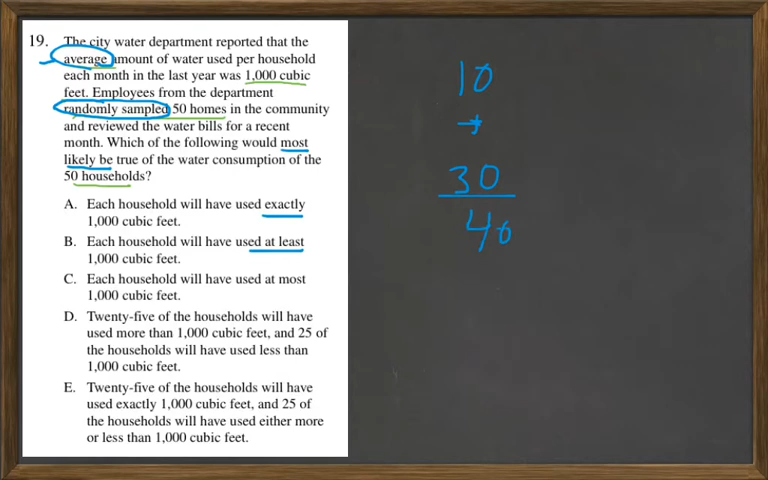 19. The city water department reported that the
average amount of water used per household
each month in the last year was 1,000 cubic
feet. Employees from the department
randomly sampled 50 homes in the community
and reviewed the water bills for a recent
month. Which of the following would most
likely be true of the water consumption of the
50 households?
A. Each household will have used exactly
1,000 cubic feet.
B. Each household will have used at least
1,000 cubic feet.
C. Each household will have used at most
1,000 cubic feet.
D. Twenty-five of the households will have
used more than 1,000 cubic feet, and 25 of
the households will have used less than
1,000 cubic feet.
E. Twenty-five of the households will have
used exactly 1,000 cubic feet, and 25 of
the households will have used either more
or less than 1,000 cubic feet.
10
+
30
40